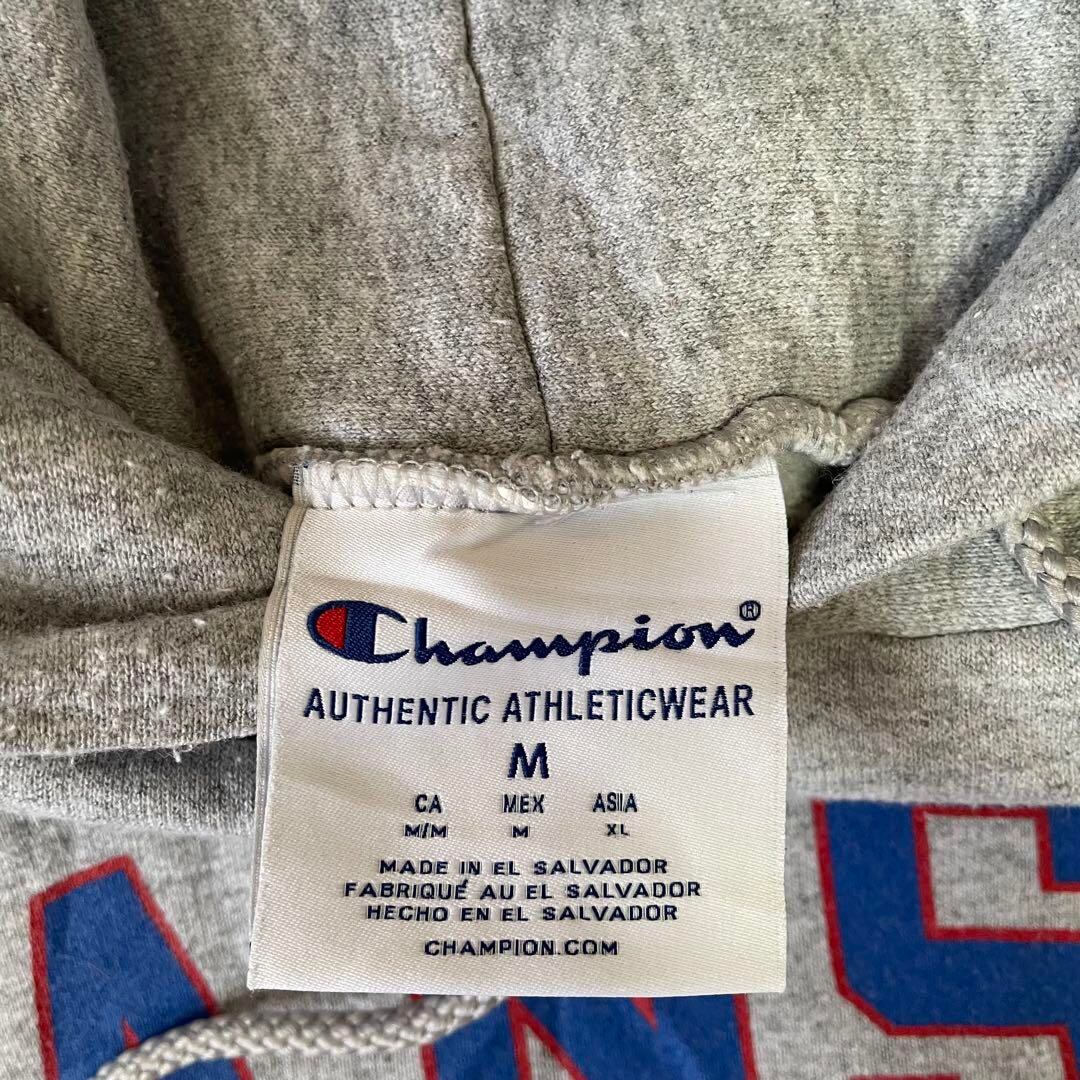 Champion®
AUTHENTIC ATHLETICWEAR
M
CA MEX ASIA
M/M M XL
MADE IN EL SALVADOR
FABRIQUÉ AU EL SALVADOR
HECHO EN EL SALVADOR
CHAMPION.COM